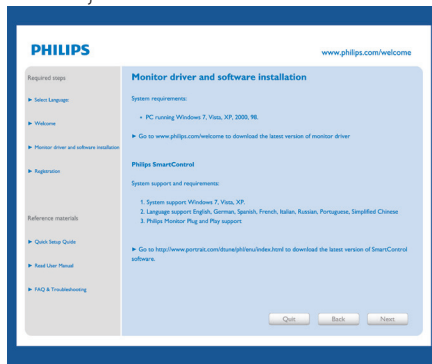 PHILIPS
www.philips.com/welcome
Required steps
Select Language
Welcome
Monitor driver and software installation
Registration
Reference materials
Quick Setup Guide
Read User Manual
FAQ & Troubleshooting
Monitor driver and software installation
System requirements:
• PC running Windows 7, Vista, XP, 2000, 98.
► Go to www.philips.com/welcome to download the latest version of monitor driver
Philips SmartControl
System support and requirements:
1. System support Windows 7, Vista, XP.
2. Language support English, German, Spanish, French, Italian, Russian, Portuguese, Simplified Chinese
3. Philips Monitor Plug and Play support
► Go to http://www.portrait.com/dtune/phl/enu/index.html to download the latest version of SmartControl
software.
Quit
Back
Next